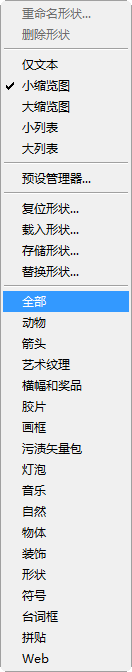 重命名形状...
删除形状
仅文本
小缩览图
大缩览图
小列表
大列表
预设管理器...
复位形状...
载入形状...
存储形状...
替换形状...
全部
动物
箭头
艺术纹理
横幅和奖品
胶片
画框
污渍矢量包
灯泡
音乐
自然
物体
装饰
形状
符号
台词框
拼贴
Web